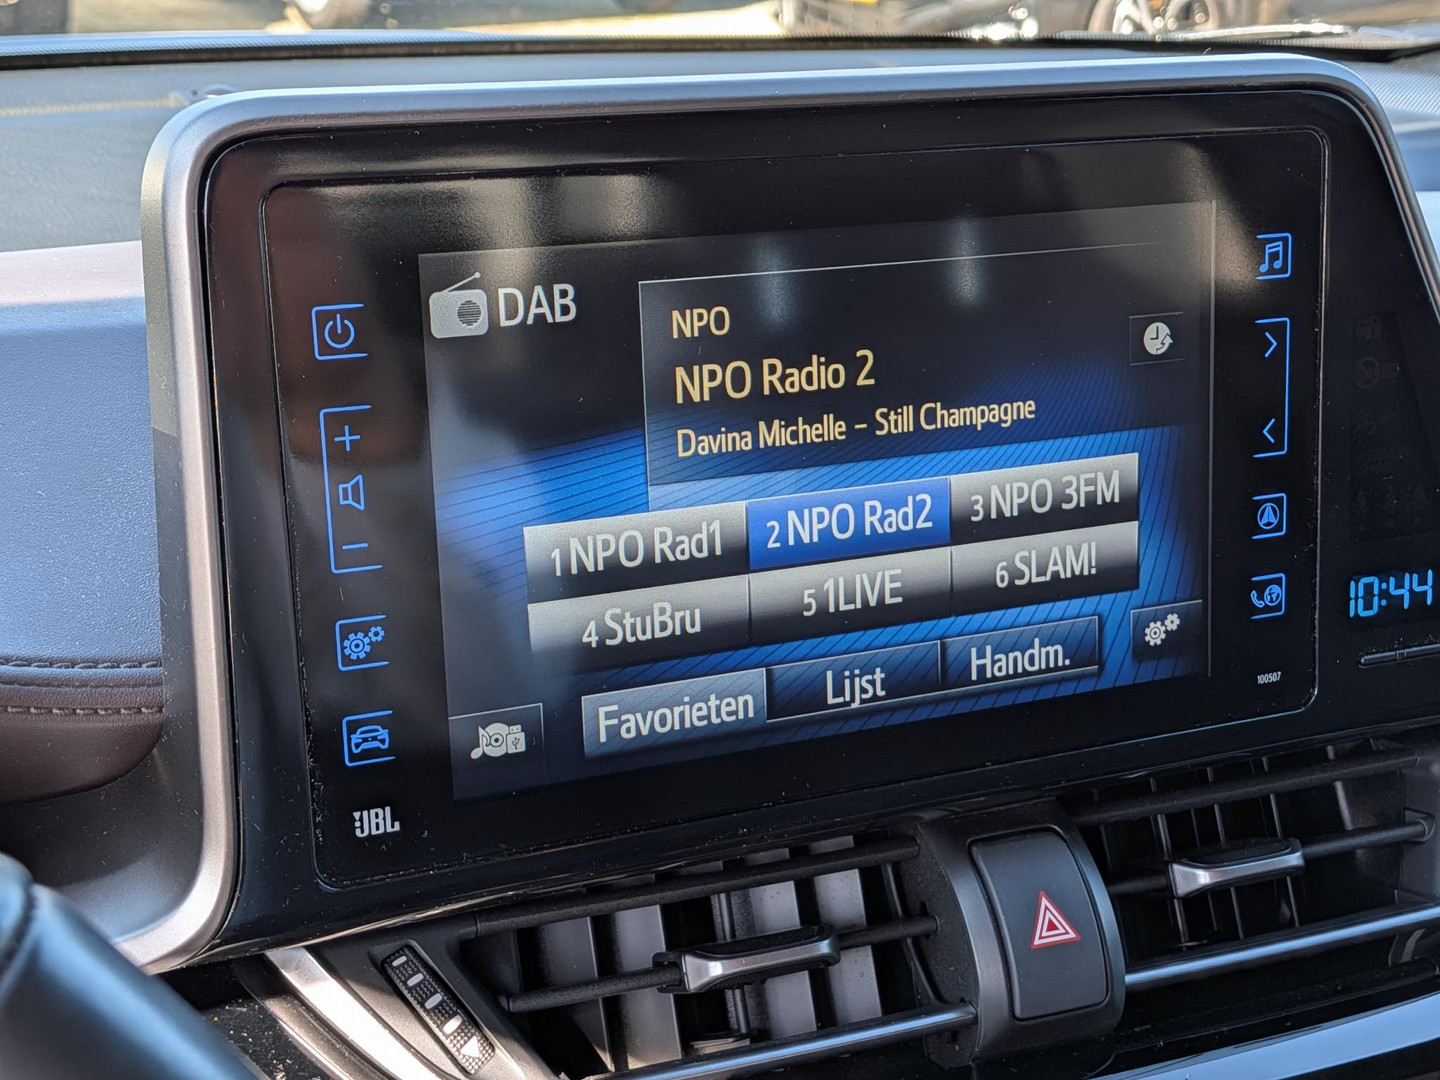 DAB
NPO
NPO Radio 2
Davina Michelle – Still Champagne
1 NPO Rad1
2 NPO Rad2
3 NPO 3FM
4 StuBru
5 1LIVE
6 SLAM!
Favorieten
Lijst
Handm.
JBL
100507
10:44